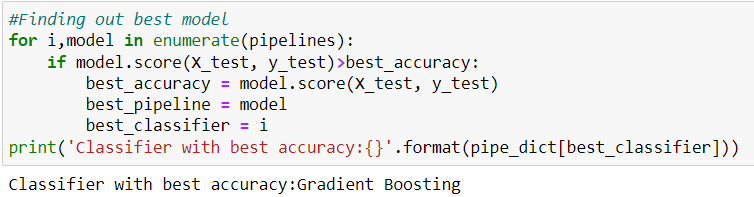 #Finding out best model
for i,model in enumerate(pipelines):
    if model.score(X_test, y_test)>best_accuracy:
        best_accuracy = model.score(X_test, y_test)
        best_pipeline = model
        best_classifier = i
print('Classifier with best accuracy:{}'.format(pipe_dict[best_classifier]))
Classifier with best accuracy:Gradient Boosting